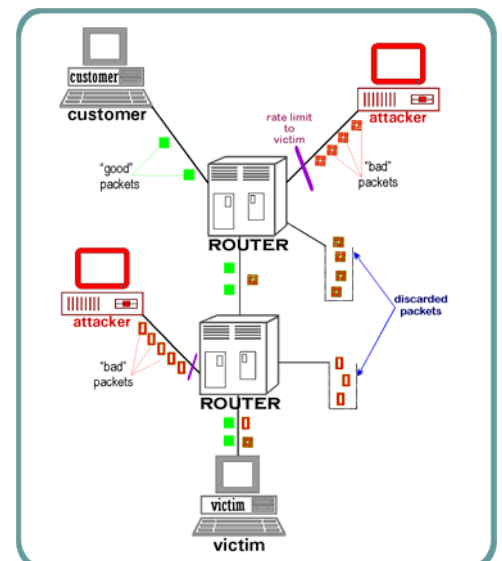 customer
customer
attacker
rate limit
to
victim
"good"
packets
"bad"
packets
ROUTER
discarded
packets
attacker
"bad"
packets
ROUTER
victim
victim